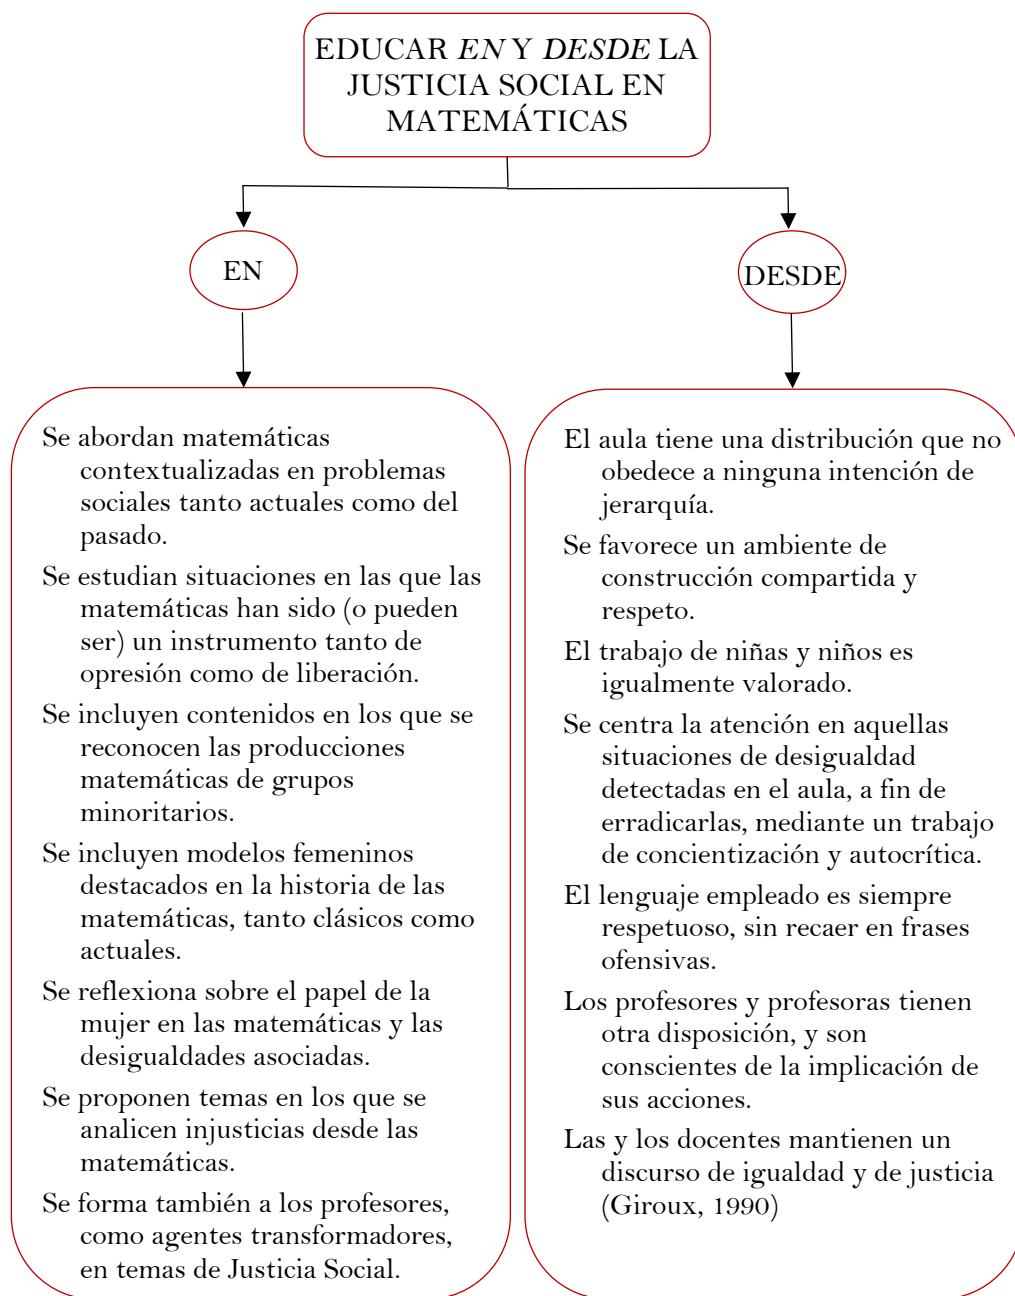 EDUCAR EN Y DESDE LA
JUSTICIA SOCIAL EN
MATEMÁTICAS
EN
DESDE
Se abordan matemáticas
contextualizadas en problemas
sociales tanto actuales como del
pasado.
Se estudian situaciones en las que las
matemáticas han sido (o pueden
ser) un instrumento tanto de
opresión como de liberación.
Se incluyen contenidos en los que se
reconocen las producciones
matemáticas de grupos
minoritarios.
Se incluyen modelos femeninos
destacados en la historia de las
matemáticas, tanto clásicos como
actuales.
Se reflexiona sobre el papel de la
mujer en las matemáticas y las
desigualdades asociadas.
Se proponen temas en los que se
analicen injusticias desde las
matemáticas.
Se forma también a los profesores,
como agentes transformadores,
en temas de Justicia Social.
El aula tiene una distribución que no
obedece a ninguna intención de
jerarquía.
Se favorece un ambiente de
construcción compartida y
respeto.
El trabajo de niñas y niños es
igualmente valorado.
Se centra la atención en aquellas
situaciones de desigualdad
detectadas en el aula, a fin de
erradicarlas, mediante un trabajo
de concientización y autocrítica.
El lenguaje empleado es siempre
respetuoso, sin recaer en frases
ofensivas.
Los profesores y profesoras tienen
otra disposición, y son
conscientes de la implicación de
sus acciones.
Las y los docentes mantienen un
discurso de igualdad y de justicia
(Giroux, 1990)